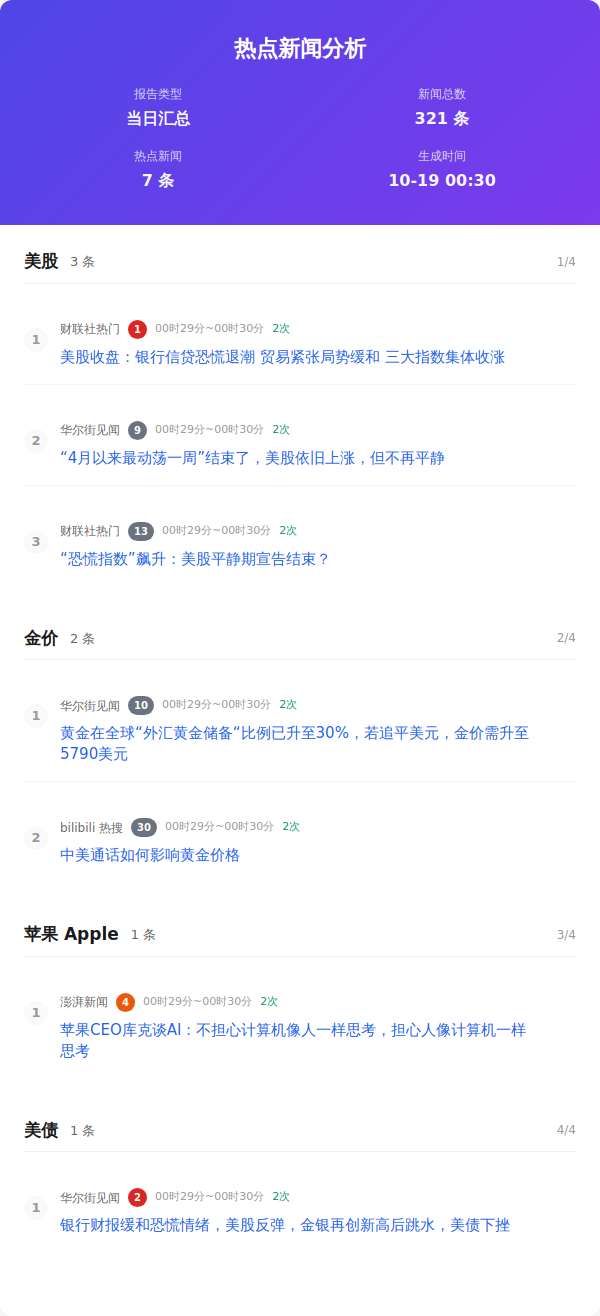 热点新闻分析
报告类型
当日汇总
新闻总数
321 条
热点新闻
7 条
生成时间
10-19 00:30
美股 3 条 1/4
1
财联社热门 1 00时29分~00时30分 2次
美股收盘：银行信贷恐慌退潮 贸易紧张局势缓和 三大指数集体收涨
2
华尔街见闻 9 00时29分~00时30分 2次
“4月以来最动荡一周”结束了，美股依旧上涨，但不再平静
3
财联社热门 13 00时29分~00时30分 2次
“恐慌指数”飙升：美股平静期宣告结束？
金价 2 条 2/4
1
华尔街见闻 10 00时29分~00时30分 2次
黄金在全球“外汇黄金储备“比例已升至30%，若追平美元，金价需升至
5790美元
2
bilibili 热搜 30 00时29分~00时30分 2次
中美通话如何影响黄金价格
苹果 Apple 1 条 3/4
1
澎湃新闻 4 00时29分~00时30分 2次
苹果CEO库克谈AI：不担心计算机像人一样思考，担心人像计算机一样
思考
美债 1 条 4/4
1
华尔街见闻 2 00时29分~00时30分 2次
银行财报缓和恐慌情绪，美股反弹，金银再创新高后跳水，美债下挫